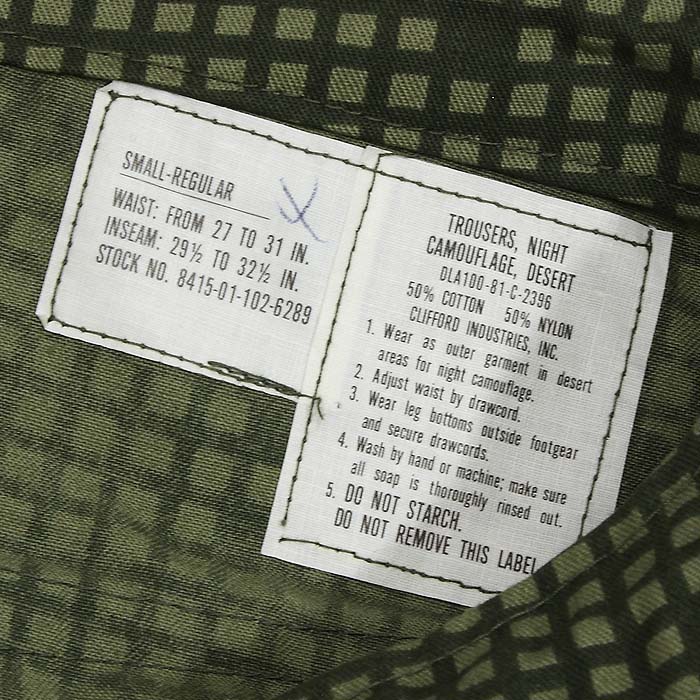 SMALL-REGULAR
WAIST: FROM 27 TO 31 IN.
INSEAM: 29½ TO 32½ IN.
STOCK NO. 8415-01-102-6289
TROUSERS, NIGHT
CAMOUFLAGE, DESERT
DLA100-81-C-2396
50% COTTON 50% NYLON
CLIFFORD INDUSTRIES, INC.
1. Wear as outer garment in desert
areas for night camouflage.
2. Adjust waist by drawcord.
3. Wear leg bottoms outside footgear
and secure drawcords.
4. Wash by hand or machine; make sure
all soap is thoroughly rinsed out.
5. DO NOT STARCH.
DO NOT REMOVE THIS LABEL